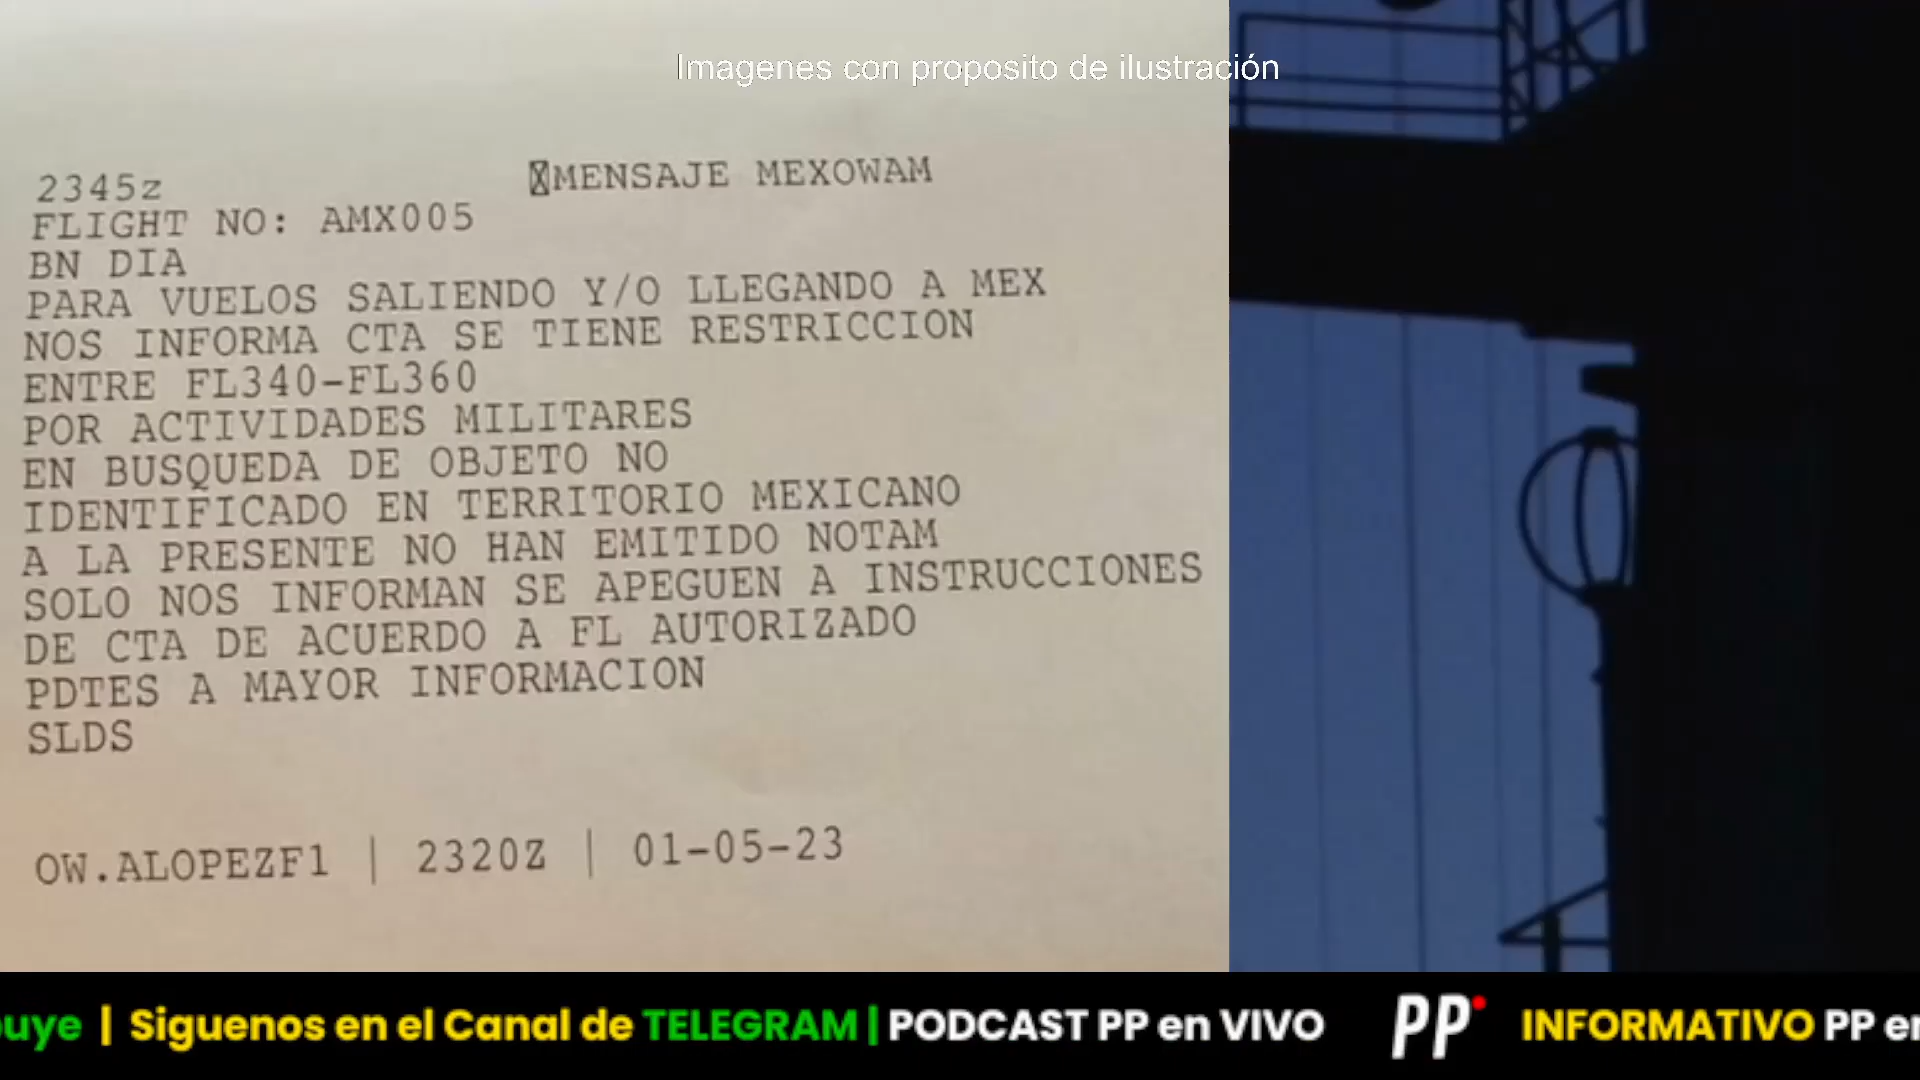 Imagenes con proposito de ilustración
2345z MENSAJE MEXOWAM
FLIGHT NO: AMX005
BN DIA
PARA VUELOS SALIENDO Y/O LLEGANDO A MEX
NOS INFORMA CTA SE TIENE RESTRICCION
ENTRE FL340-FL360
POR ACTIVIDADES MILITARES
EN BUSQUEDA DE OBJETO NO
IDENTIFICADO EN TERRITORIO MEXICANO
A LA PRESENTE NO HAN EMITIDO NOTAM
SOLO NOS INFORMAN SE APEGUEN A INSTRUCCIONES
DE CTA DE ACUERDO A FL AUTORIZADO
PDTES A MAYOR INFORMACION
SLDS
OW.ALOPEZF1 | 2320Z | 01-05-23
buye | Siguenos en el Canal de TELEGRAM | PODCAST PP en VIVO PP INFORMATIVO PP en